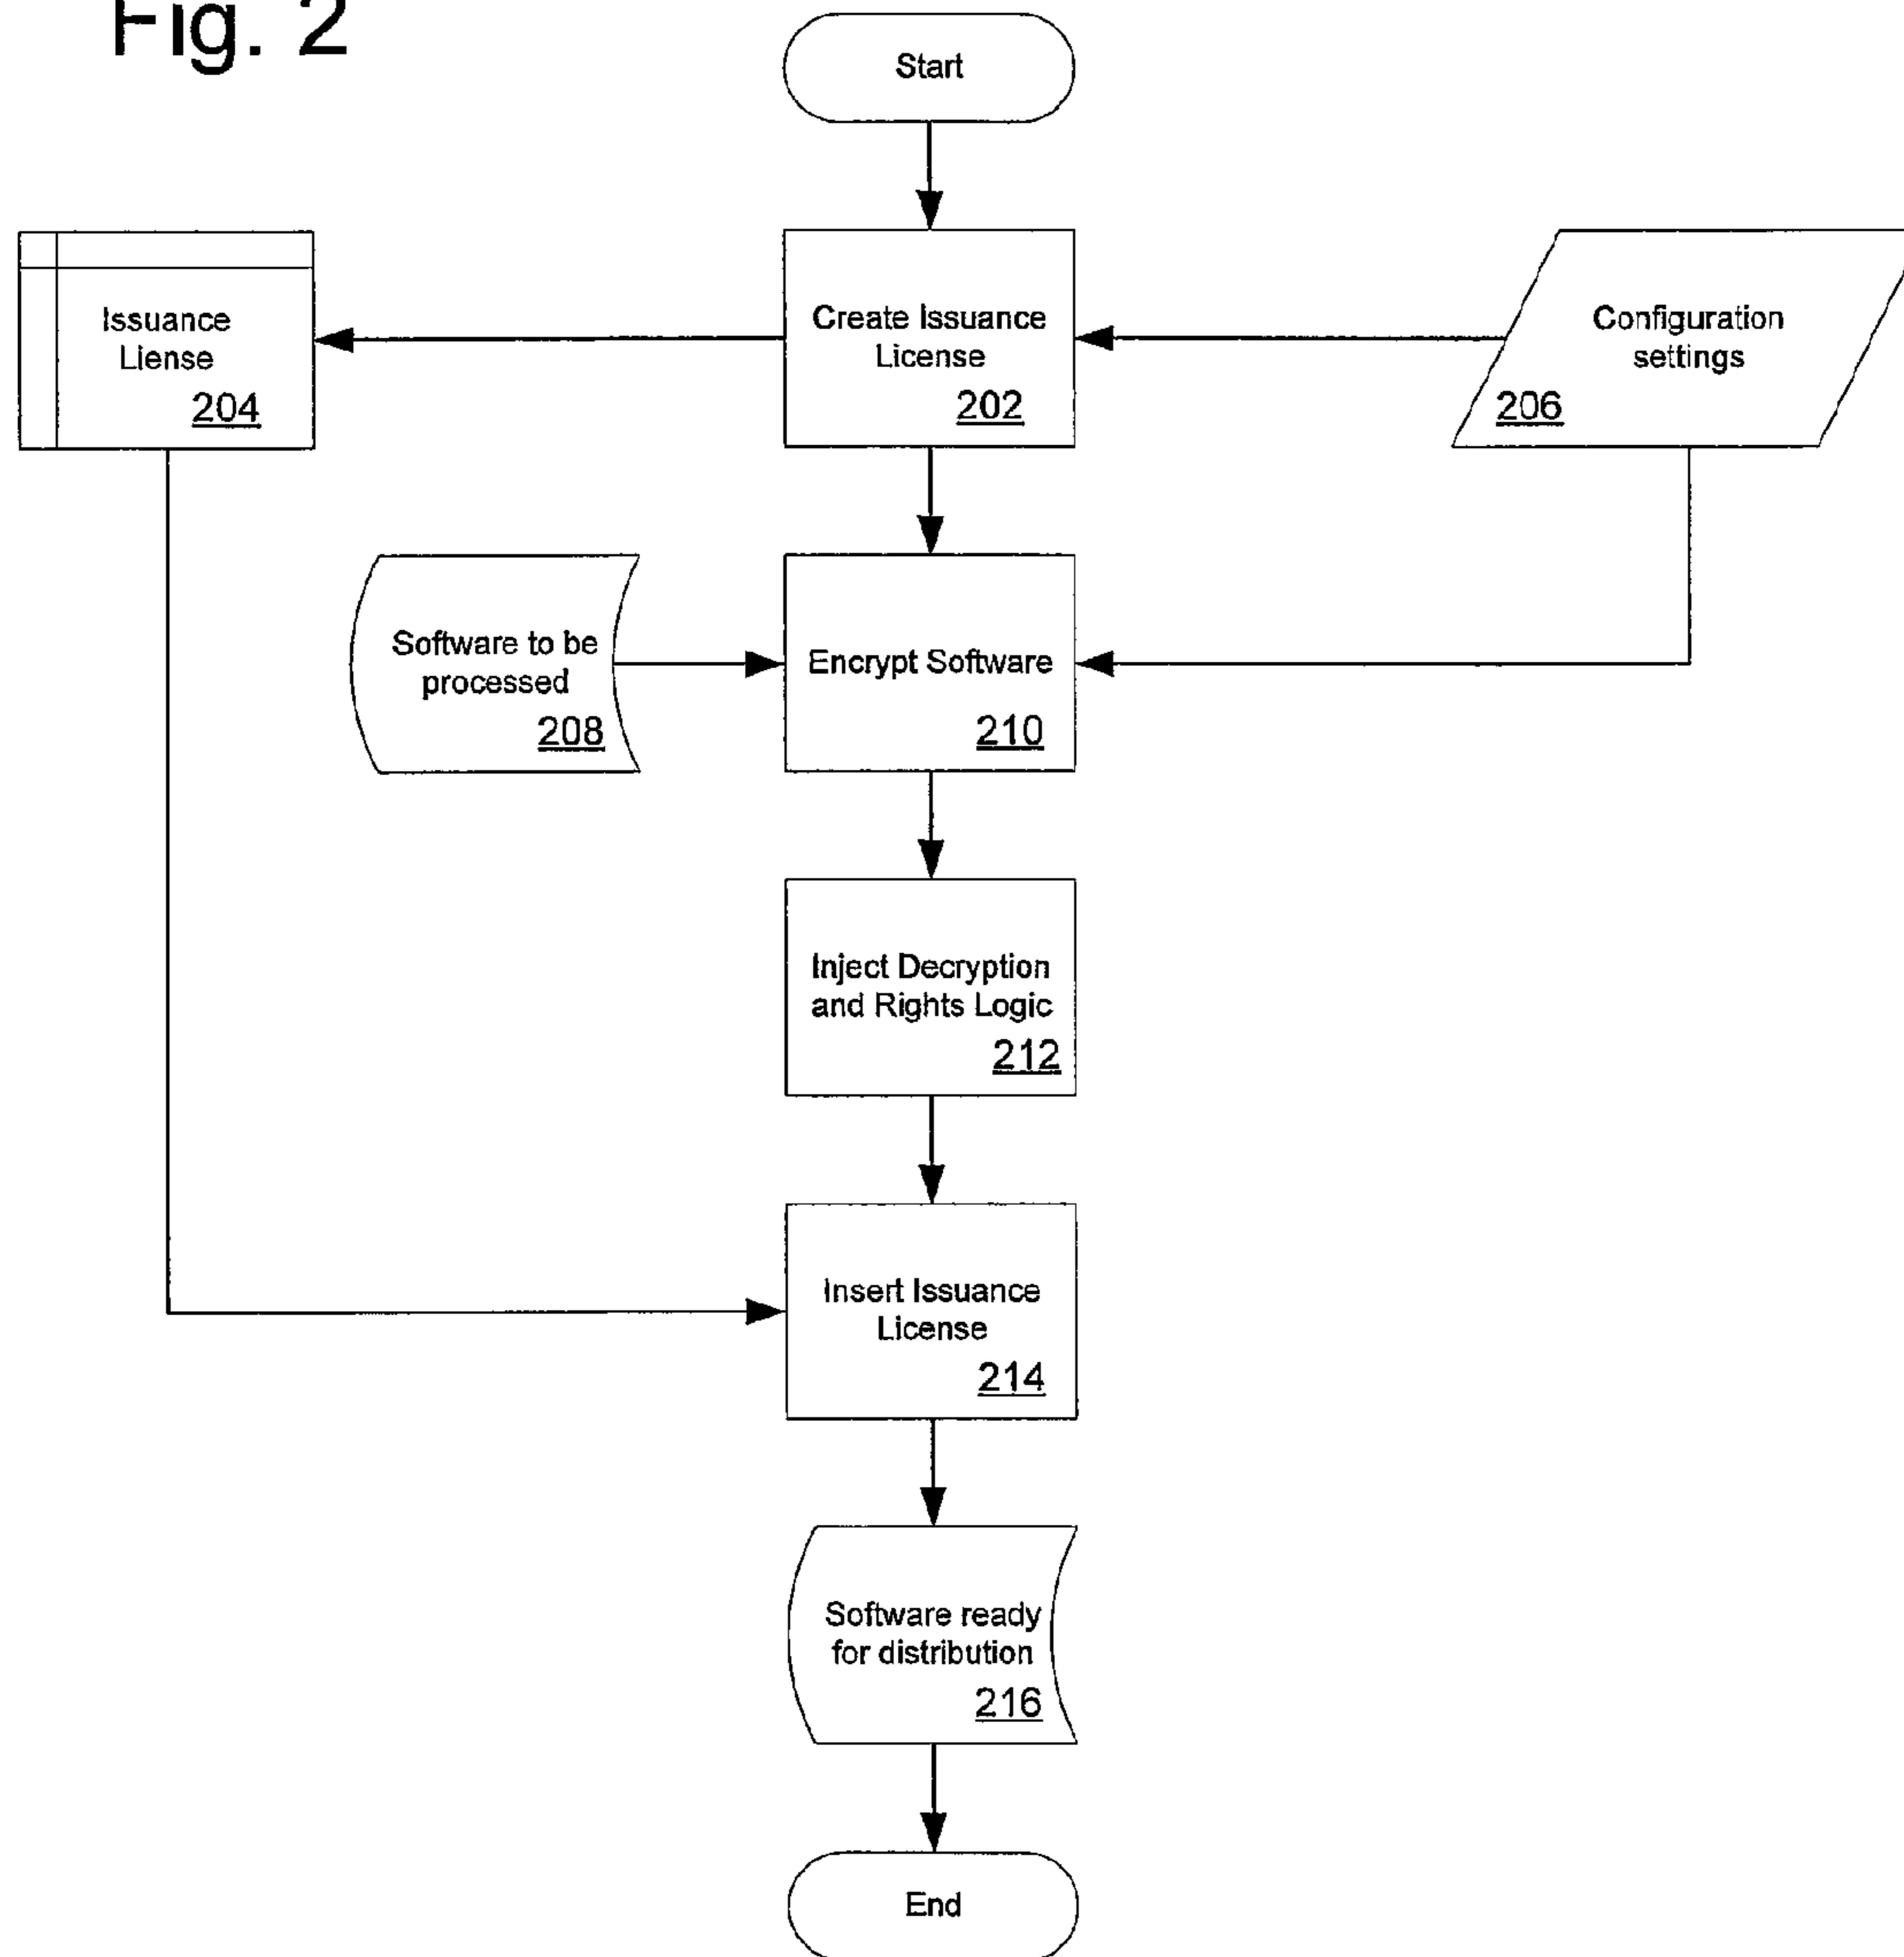 Fig. 2
Start
Issuance
Liense
204
Create Issuance
License
202
Configuration
settings
206
Software to be
processed
208
Encrypt Software
210
Inject Decryption
and Rights Logic
212
Insert Issuance
License
214
Software ready
for distribution
216
End